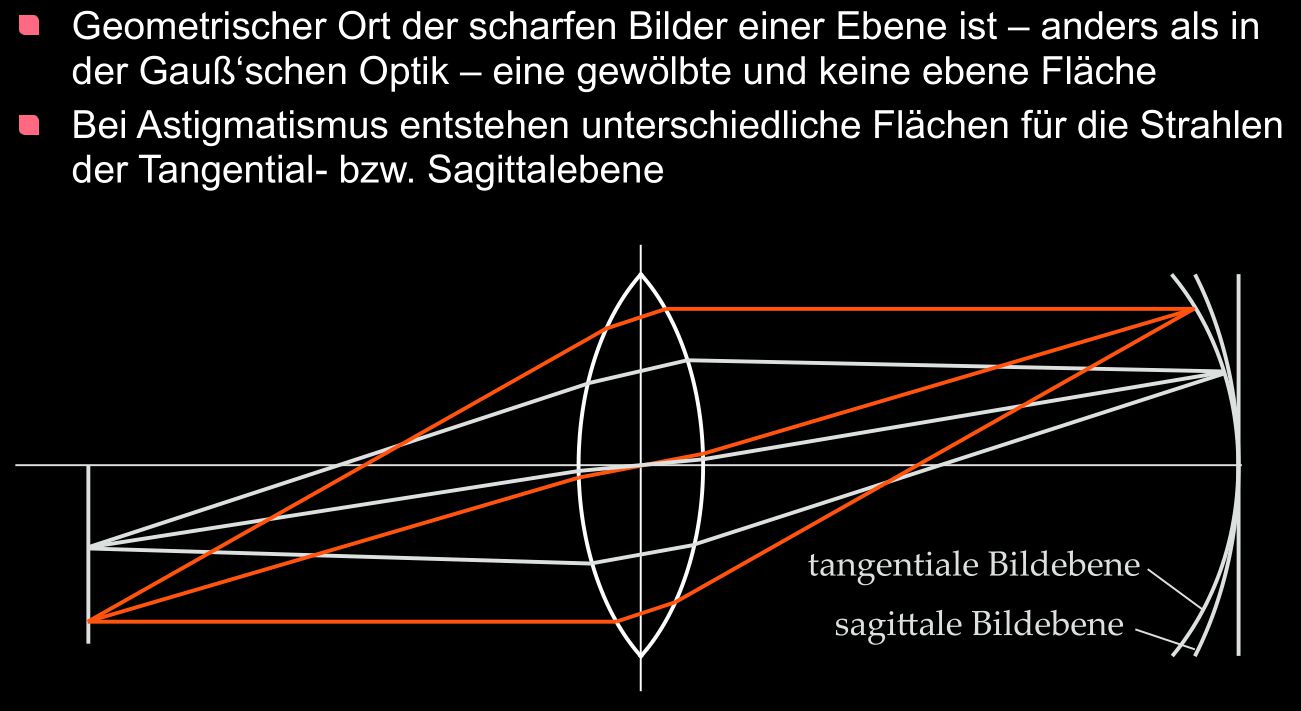 Geometrischer Ort der scharfen Bilder einer Ebene ist – anders als in
der Gauß‘schen Optik – eine gewölbte und keine ebene Fläche
Bei Astigmatismus entstehen unterschiedliche Flächen für die Strahlen
der Tangential- bzw. Sagittalebene
tangentiale Bildebene
sagittale Bildebene